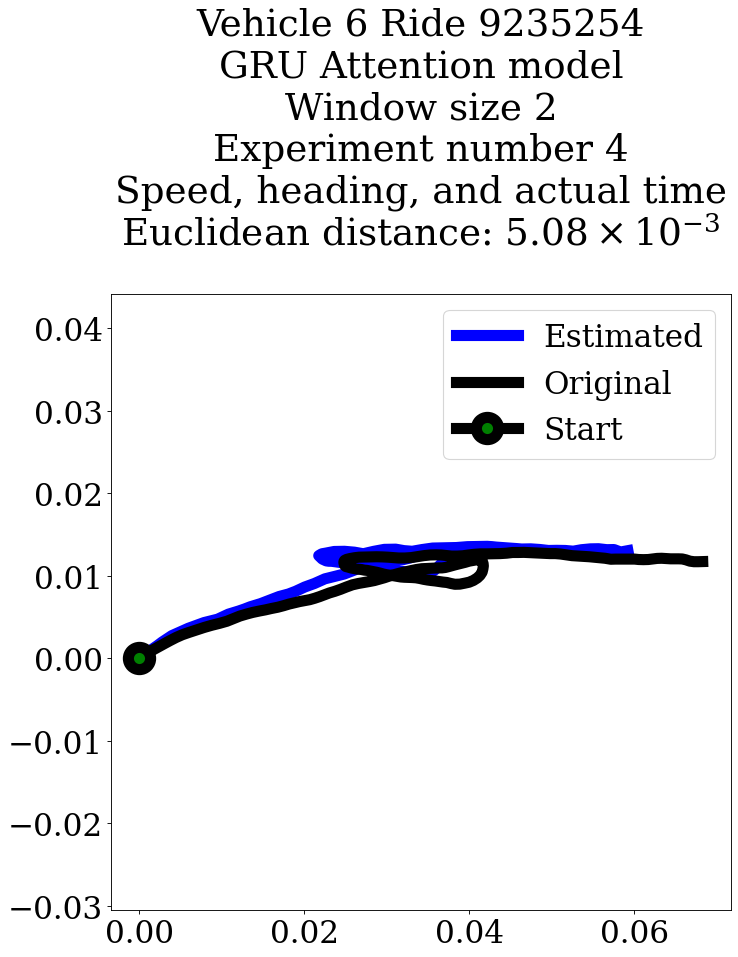 Vehicle 6 Ride 9235254
GRU Attention model
Window size 2
Experiment number 4
Speed, heading, and actual time
Euclidean distance: 5.08 × 10⁻³
Estimated
Original
Start
0.04
0.03
0.02
0.01
0.00
−0.01
−0.02
−0.03
0.00 0.02 0.04 0.06